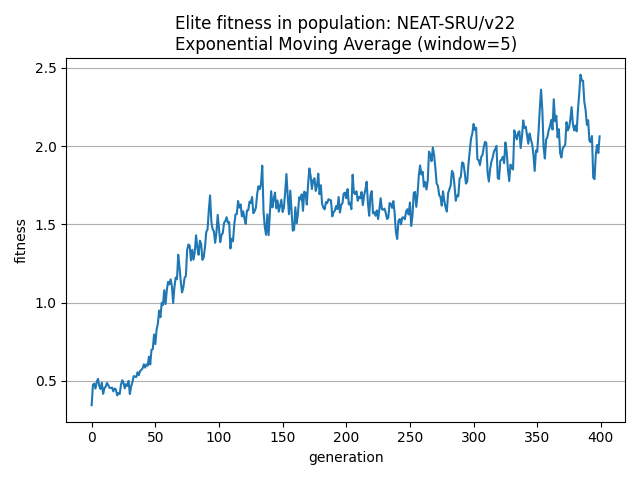 Elite fitness in population: NEAT-SRU/v22
Exponential Moving Average (window=5)
2.5
2.0
1.5
1.0
0.5
fitness
0 50 100 150 200 250 300 350 400
generation